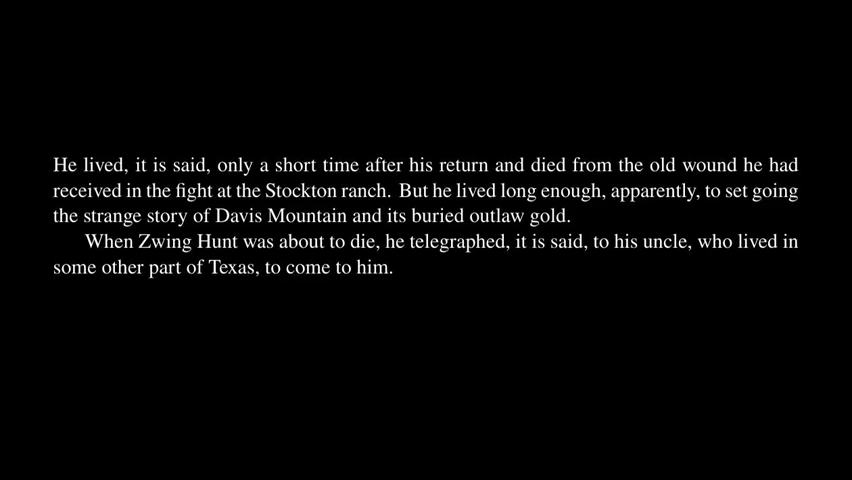 He lived, it is said, only a short time after his return and died from the old wound he had
received in the fight at the Stockton ranch. But he lived long enough, apparently, to set going
the strange story of Davis Mountain and its buried outlaw gold.
When Zwing Hunt was about to die, he telegraphed, it is said, to his uncle, who lived in
some other part of Texas, to come to him.